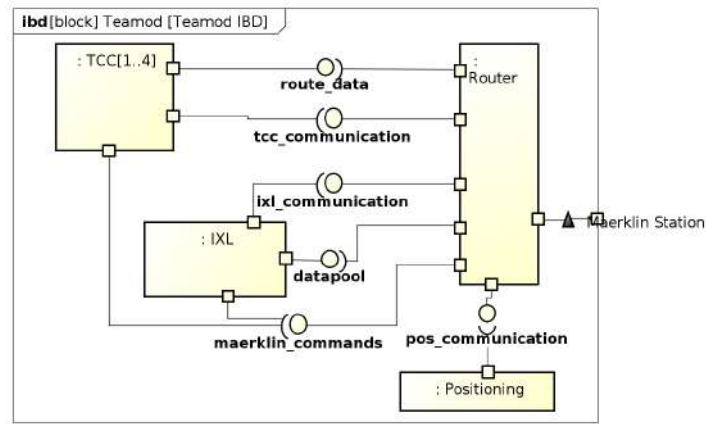 ibd[block] Teamod [Teamod IBD]
: TCC[1..4]
:
Router
route_data
tcc_communication
ixl_communication
: IXL
Maerklin Station
datapool
maerklin_commands
pos_communication
: Positioning